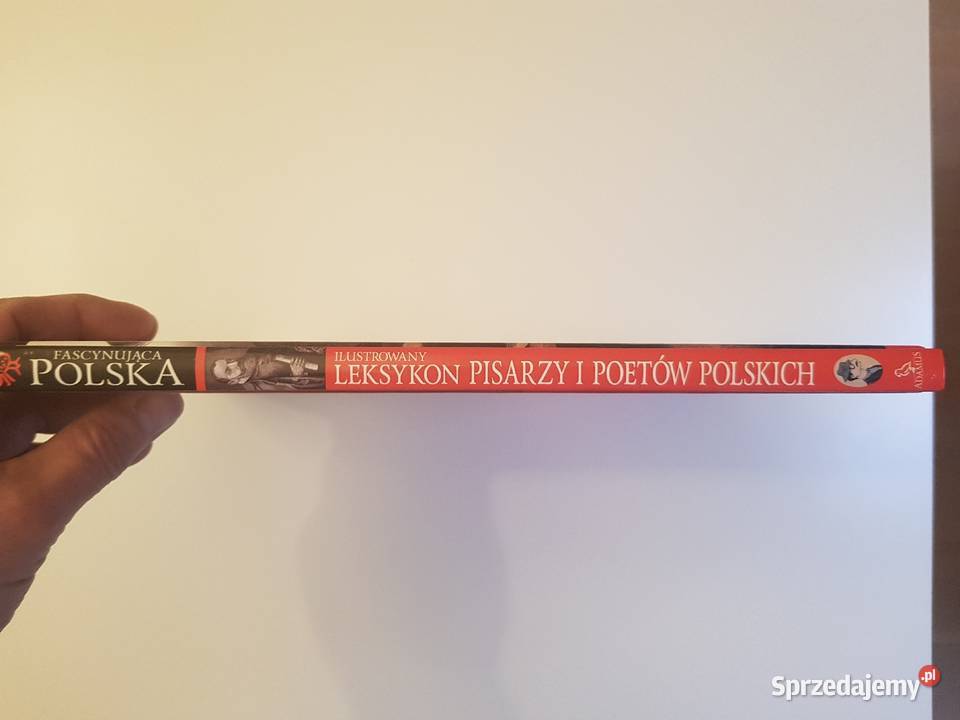 FASCYNUJĄCA
POLSKA
ILUSTROWANY
LEKSYKON PISARZY I POETÓW POLSKICH
ADAMUS
Sprzedajemy.pl